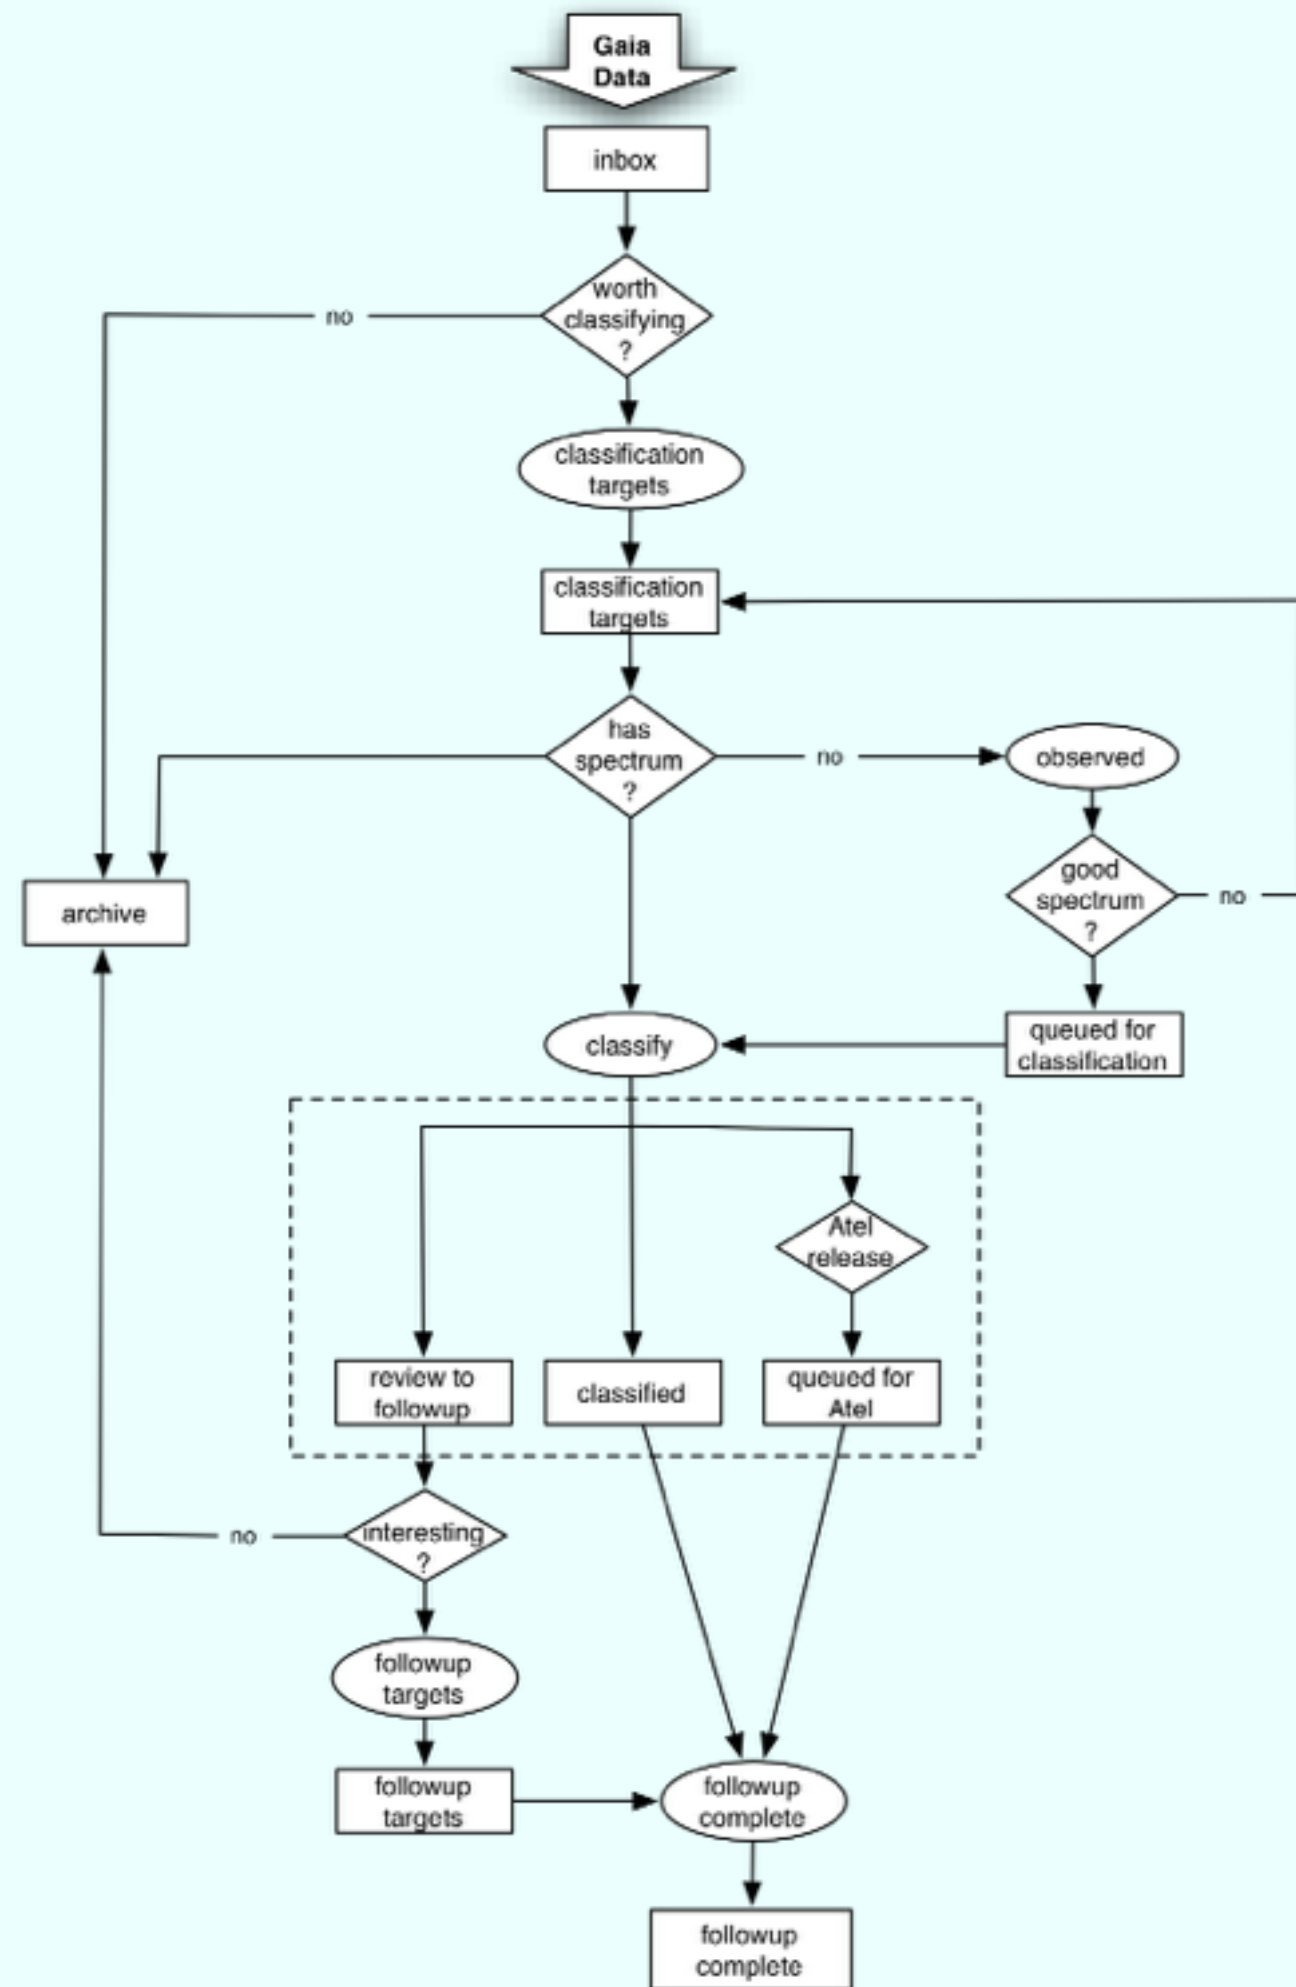 Gaia
Data
inbox
worth
classifying
?
no
classification
targets
classification
targets
has
spectrum
?
no
observed
good
spectrum
?
no
archive
queued for
classification
classify
Atel
release
review to
followup
classified
queued for
Atel
interesting
?
no
followup
targets
followup
targets
followup
complete
followup
complete